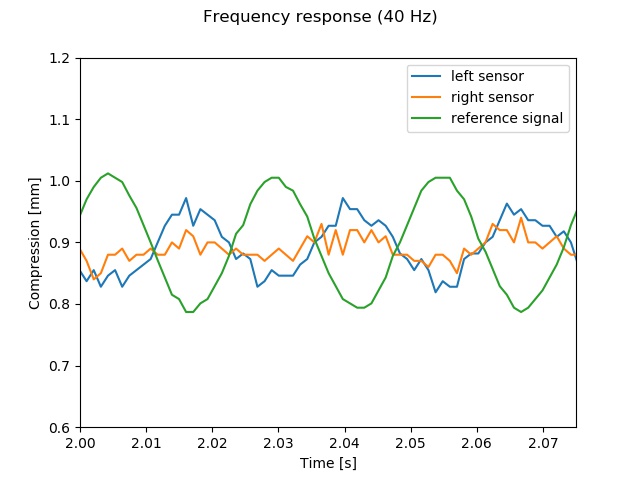 Frequency response (40 Hz)
1.2
1.1
1.0
0.9
0.8
0.7
0.6
Compression [mm]
left sensor
right sensor
reference signal
2.00 2.01 2.02 2.03 2.04 2.05 2.06 2.07
Time [s]